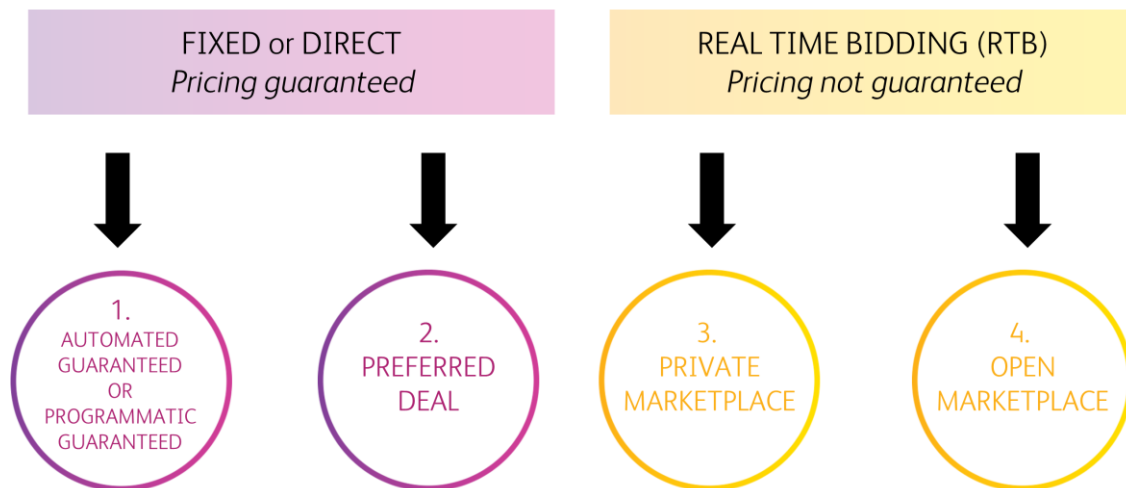 FIXED or DIRECT
Pricing guaranteed
REAL TIME BIDDING (RTB)
Pricing not guaranteed
1.
AUTOMATED
GUARANTEED
OR
PROGRAMMATIC
GUARANTEED
2.
PREFERRED
DEAL
3.
PRIVATE
MARKETPLACE
4.
OPEN
MARKETPLACE